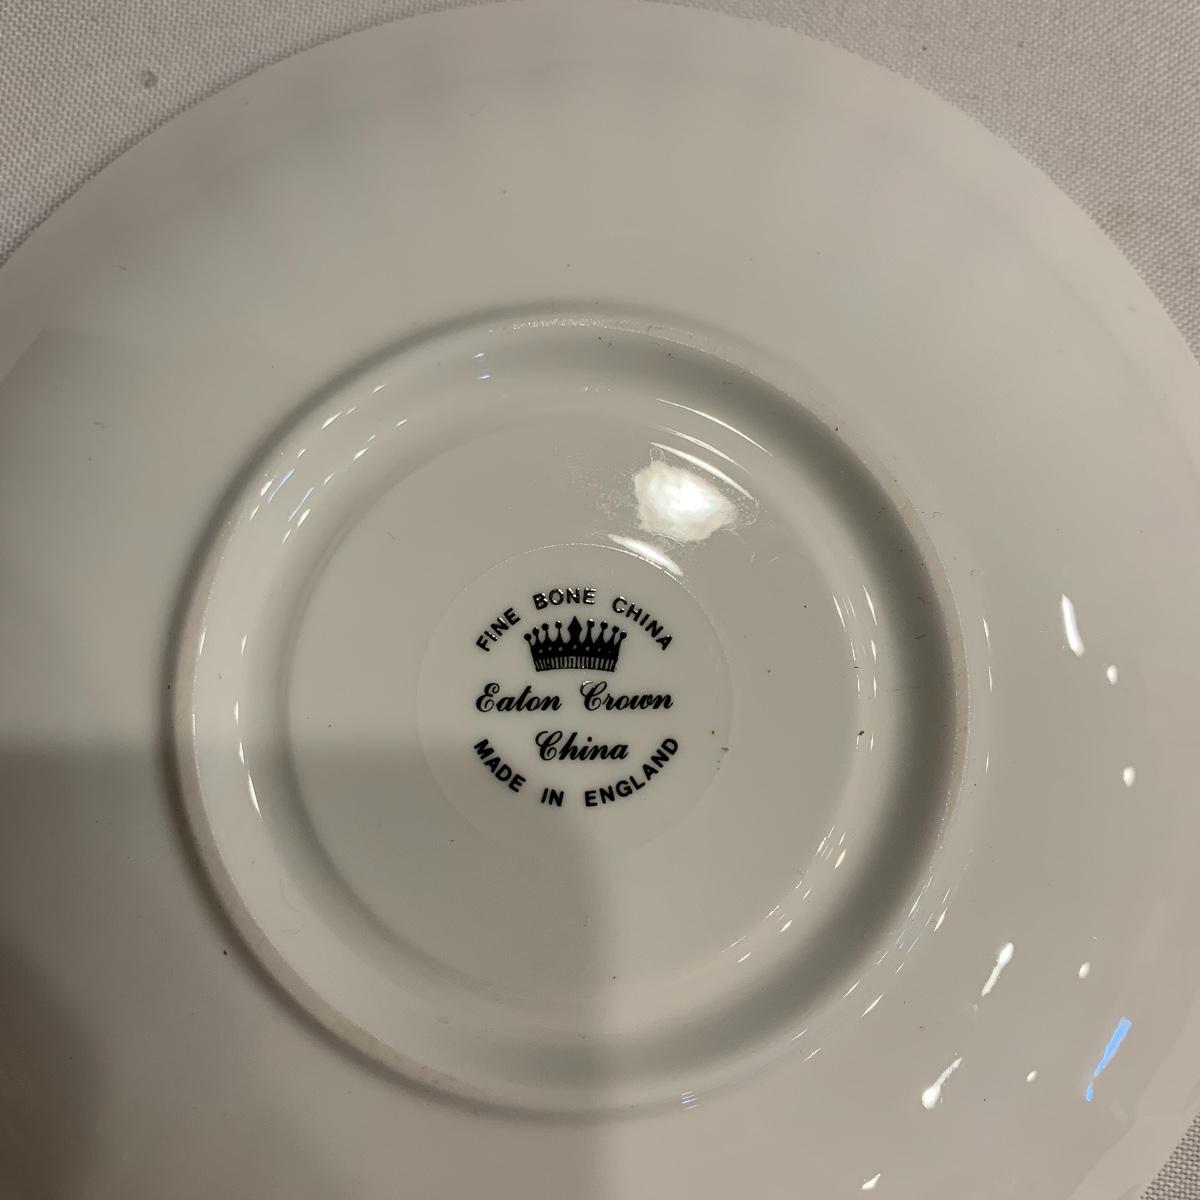 FINE BONE CHINA
Eaton Crown
China
MADE IN ENGLAND